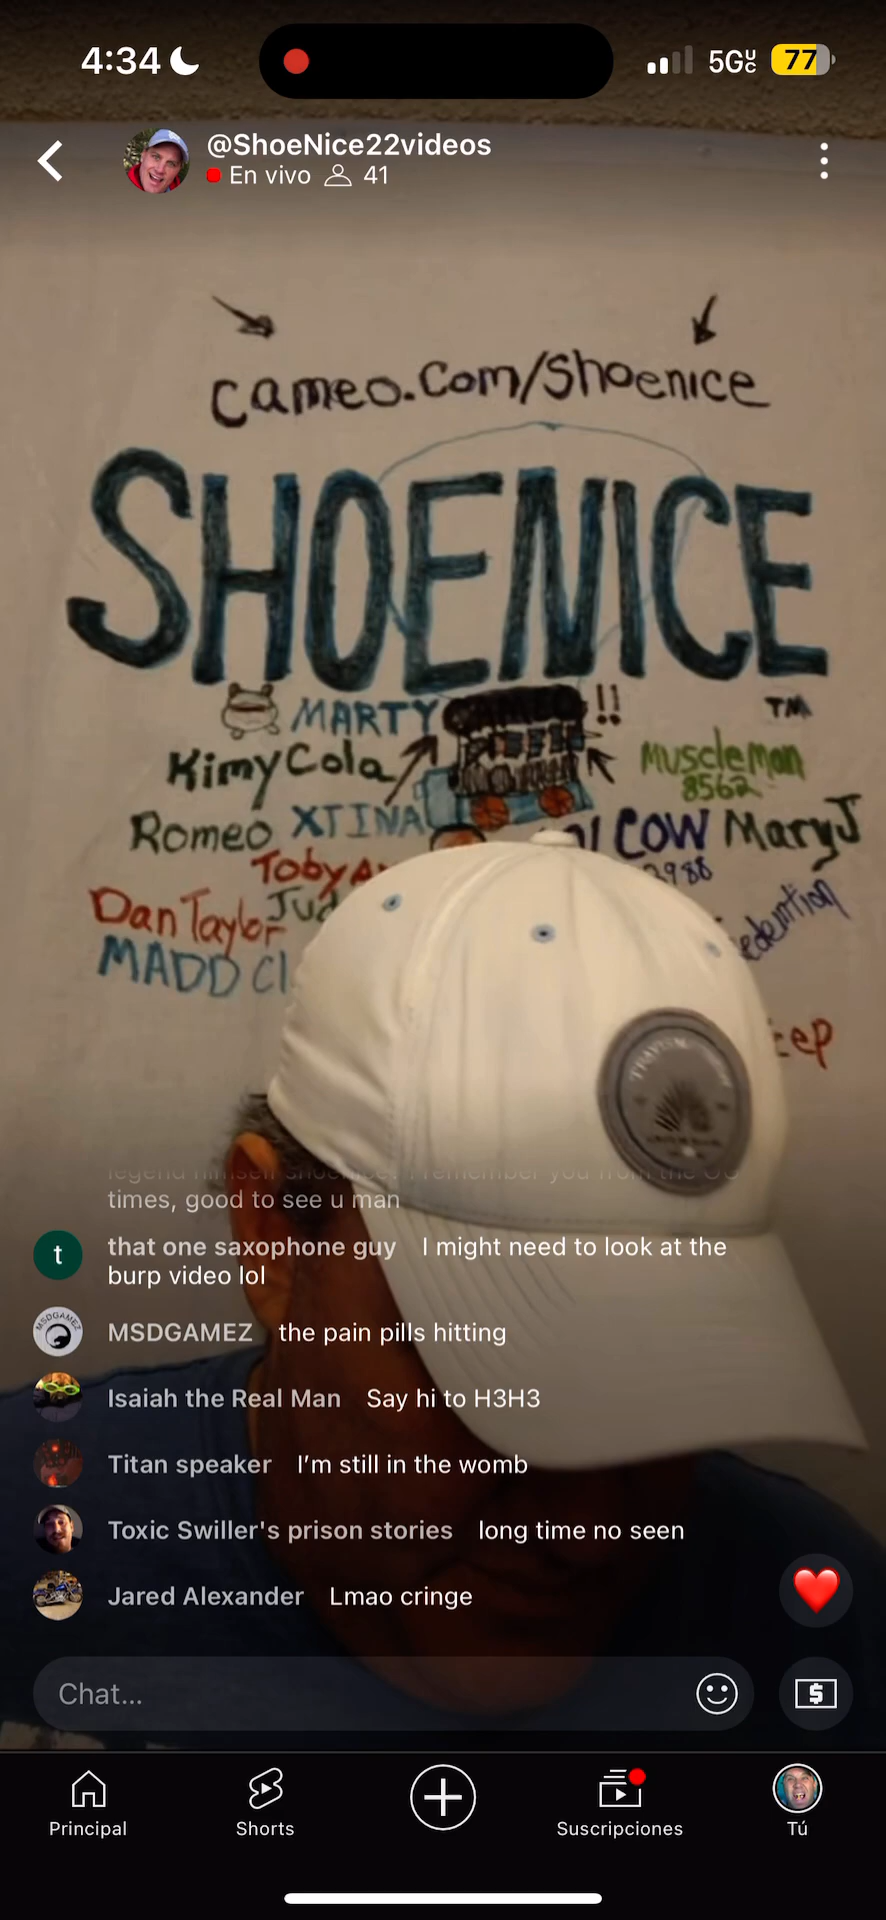 4:34
5G
77
@ShoeNice22videos
En vivo 41
cameo.Com/Shoenice
SHOENICE
TM
MARTY !!
KimyCola
Muscleman
8562
Romeo XTINA
COW MaryJ
Toby
Dan Taylor
MADD
times, good to see u man
t
that one saxophone guy I might need to look at the
burp video lol
MSDGAMEZ
MSDGAMEZ the pain pills hitting
Isaiah the Real Man Say hi to H3H3
Titan speaker I'm still in the womb
Toxic Swiller's prison stories long time no seen
Jared Alexander Lmao cringe
Chat...
$
Principal
Shorts
Suscripciones
Tú